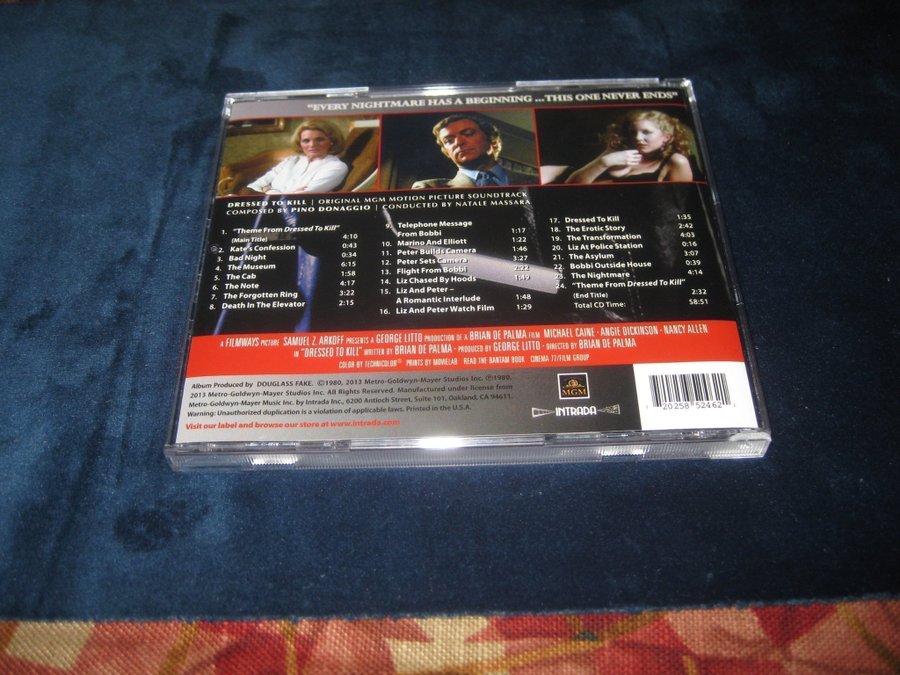 "EVERY NIGHTMARE HAS A BEGINNING ...THIS ONE NEVER ENDS"
DRESSED TO KILL | ORIGINAL MGM MOTION PICTURE SOUNDTRACK
COMPOSED BY PINO DONAGGIO | CONDUCTED BY NATALE MASSARA
1. "Theme From Dressed To Kill"
(Main Title) 4:10
2. Kate's Confession 0:43
3. Bad Night 0:34
4. The Museum 6:15
5. The Cab 1:58
6. The Note 4:17
7. The Forgotten Ring 3:22
8. Death In The Elevator 2:15
9. Telephone Message
From Bobbi 1:17
10. Marino And Elliott 1:22
11. Peter Builds Camera 1:46
12. Peter Sets Camera 1:12
13. Flight From Bobbi 2:22
14. Liz Chased By Hoods 1:49
15. Liz And Peter –
A Romantic Interlude 1:48
16. Liz And Peter Watch Film 1:29
17. Dressed To Kill 1:35
18. The Erotic Story 2:42
19. The Transformation 4:03
20. Liz At Police Station 0:16
21. The Asylum 3:07
22. Bobbi Outside House 0:39
23. The Nightmare 4:14
24. "Theme From Dressed To Kill"
(End Title) 2:32
Total CD Time: 58:51
A FILMWAYS PICTURE SAMUEL Z. ARKOFF PRESENTS A GEORGE LITTO PRODUCTION OF A BRIAN DE PALMA FILM MICHAEL CAINE · ANGIE DICKINSON · NANCY ALLEN
IN "DRESSED TO KILL" WRITTEN BY BRIAN DE PALMA · PRODUCED BY GEORGE LITTO · DIRECTED BY BRIAN DE PALMA
COLOR BY TECHNICOLOR® PRINTS BY MOVIELAB READ THE BANTAM BOOK CINEMA 77/FILM GROUP
Album Produced by DOUGLASS FAKE. ©1980, 2013 Metro-Goldwyn-Mayer Studios Inc. ℗1980,
2013 Metro-Goldwyn-Mayer Studios Inc. All Rights Reserved. Manufactured under license from
Metro-Goldwyn-Mayer Music Inc. by Intrada Inc., 6200 Antioch Street, Suite 101, Oakland, CA 94611.
Warning: Unauthorized duplication is a violation of applicable laws. Printed in the U.S.A.
Visit our label and browse our store at www.intrada.com.
MGM
INTRADA
20258 52462